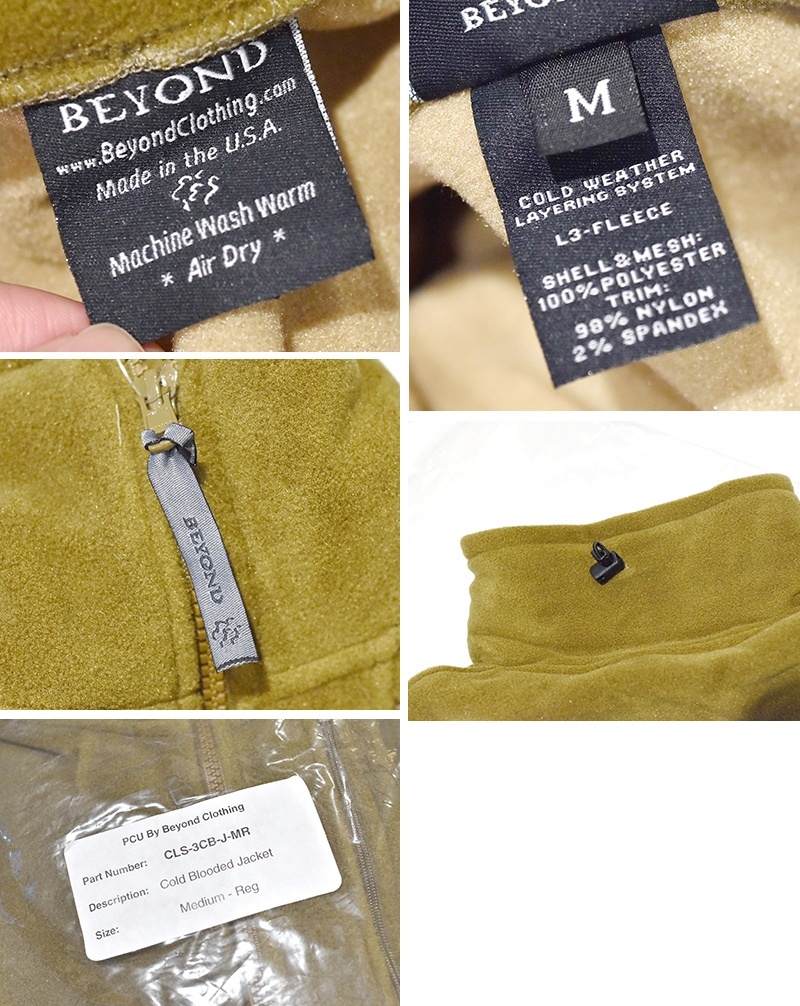 BEYOND
www.BeyondClothing.com
Made in the U.S.A.
Machine Wash Warm
* Air Dry *
BEYOND
M
COLD WEATHER
LAYERING SYSTEM
L3-FLEECE
SHELL&MESH:
100% POLYESTER
TRIM:
98% NYLON
2% SPANDEX
BEYOND
PCU By Beyond Clothing
Part Number: CLS-3CB-J-MR
Description: Cold Blooded Jacket
Size: Medium - Reg